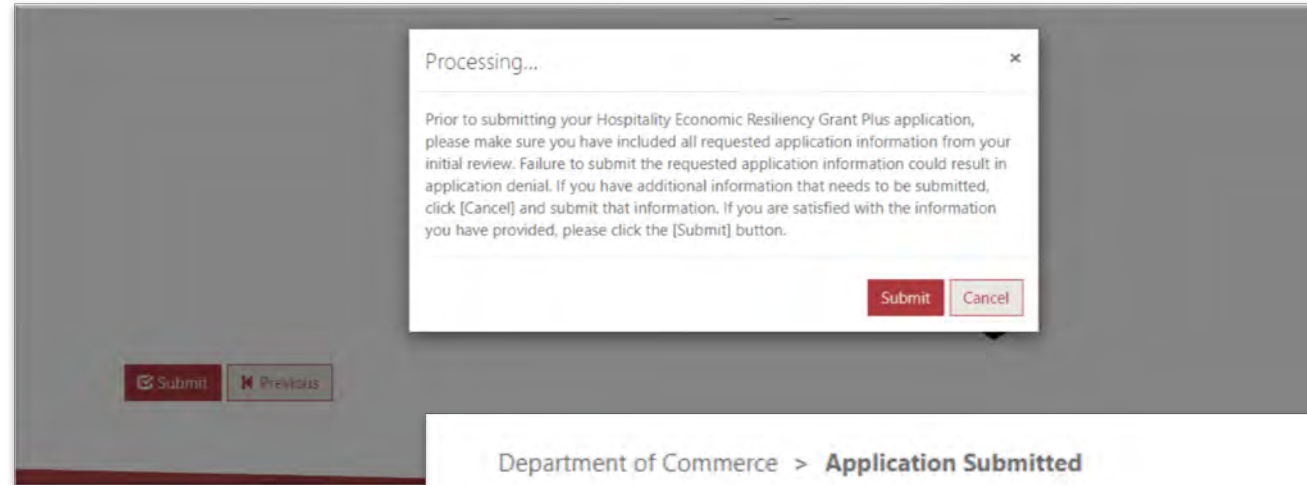 Processing... ×
Prior to submitting your Hospitality Economic Resiliency Grant Plus application,
please make sure you have included all requested application information from your
initial review. Failure to submit the requested application information could result in
application denial. If you have additional information that needs to be submitted,
click [Cancel] and submit that information. If you are satisfied with the information
you have provided, please click the [Submit] button.
Submit Cancel
Submit Previous
Department of Commerce > Application Submitted